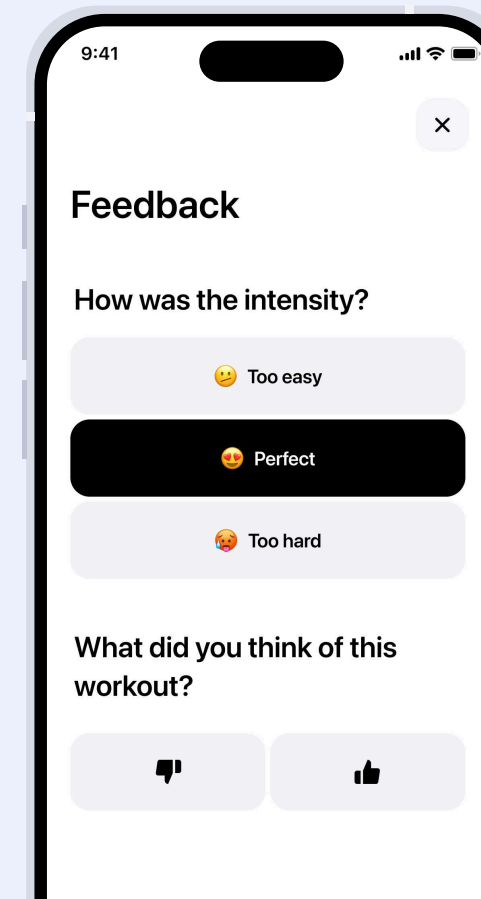 9:41
Feedback
How was the intensity?
Too easy
Perfect
Too hard
What did you think of this
workout?